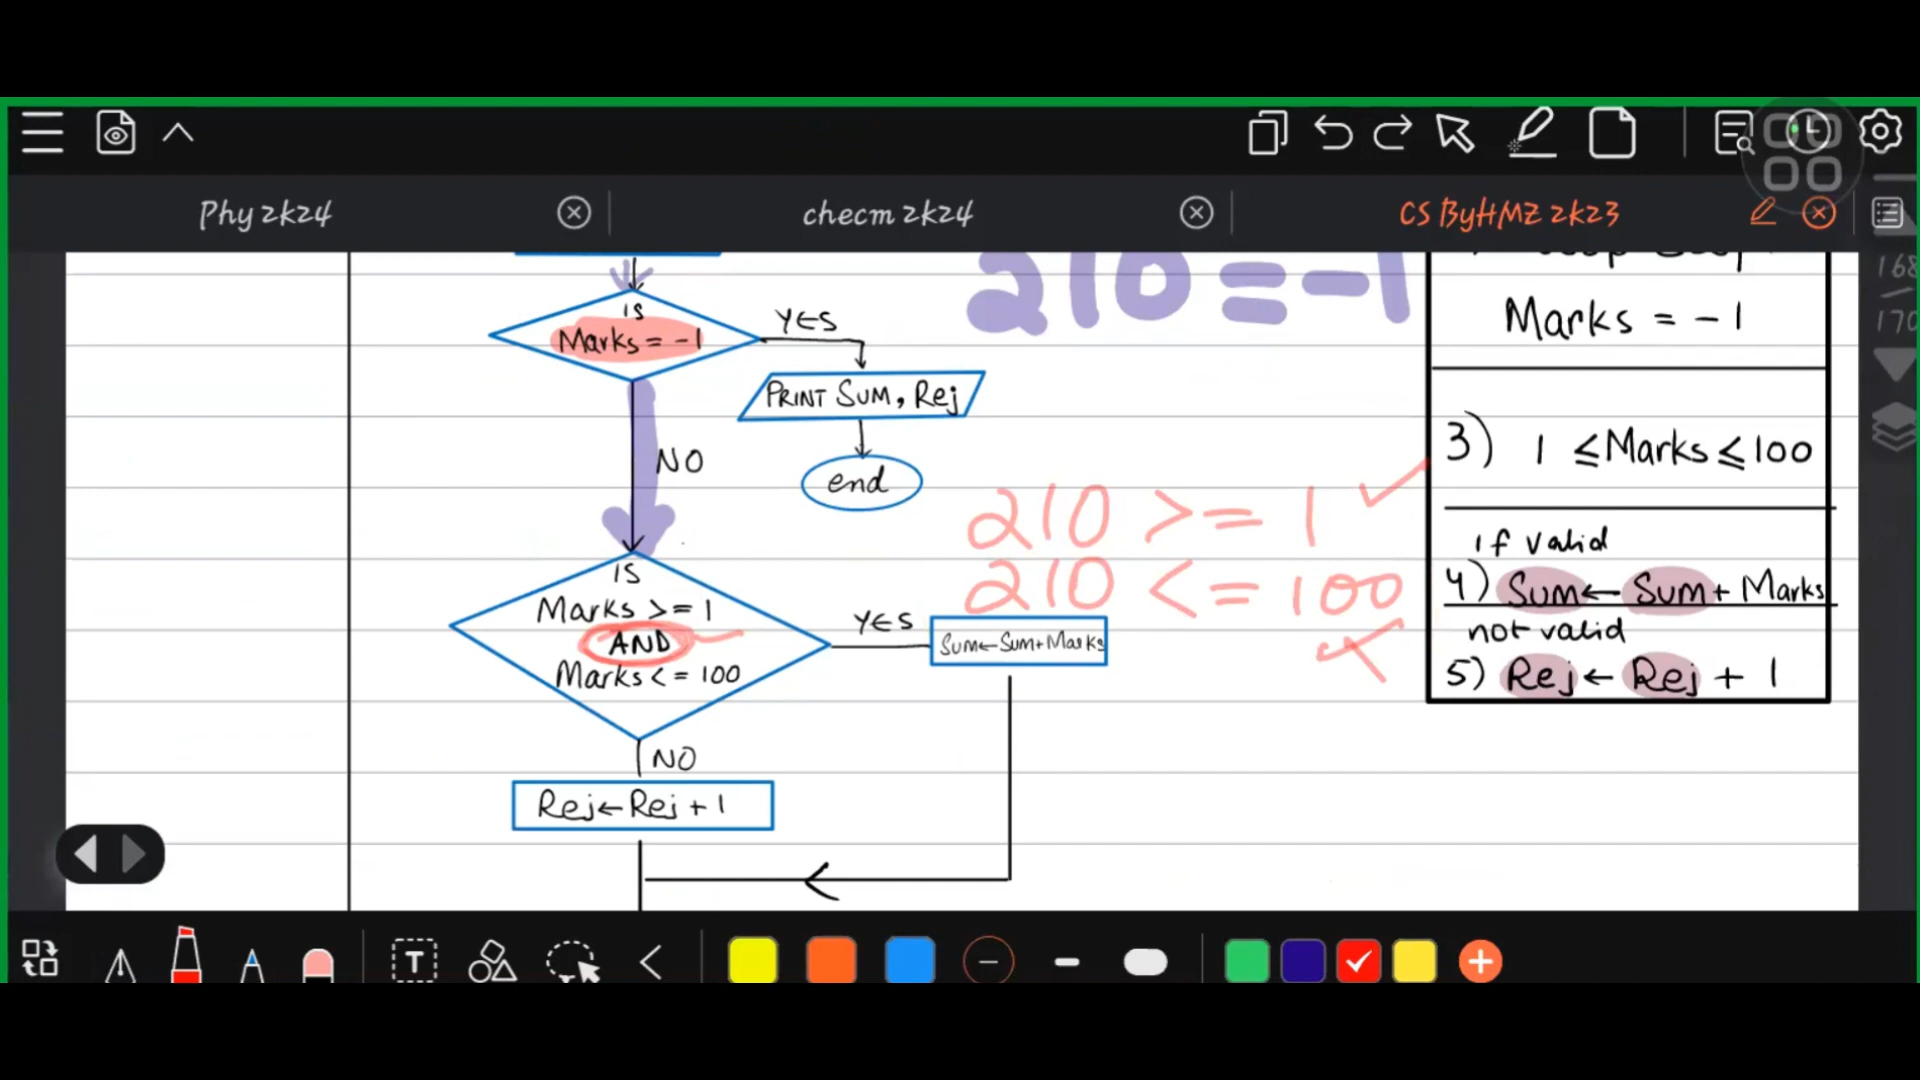 Phy 2k24
checm 2k24
CS ByHMZ 2k23
168
170
210 = -1
Marks = -1
is
Marks = -1
YES
PRINT SUM, Rej
end
NO
3) 1 ≤ Marks ≤ 100
210 >= 1
210 <= 100
if valid
4) Sum ← Sum + Marks
not valid
5) Rej ← Rej + 1
IS
Marks >= 1
AND
Marks <= 100
YES
Sum←Sum+Marks
NO
Rej ← Rej + 1
T